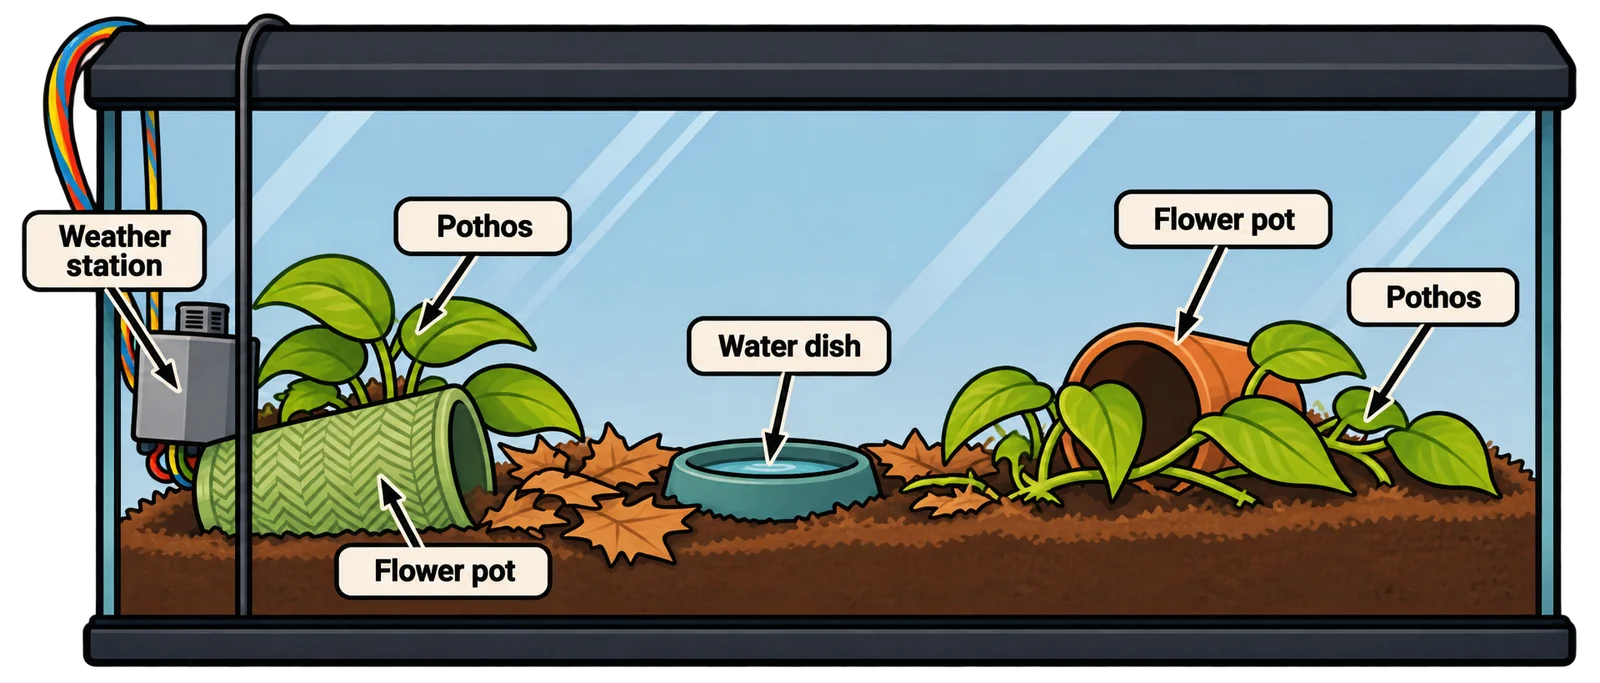 Weather
station
Pothos
Flower pot
Water dish
Flower pot
Pothos